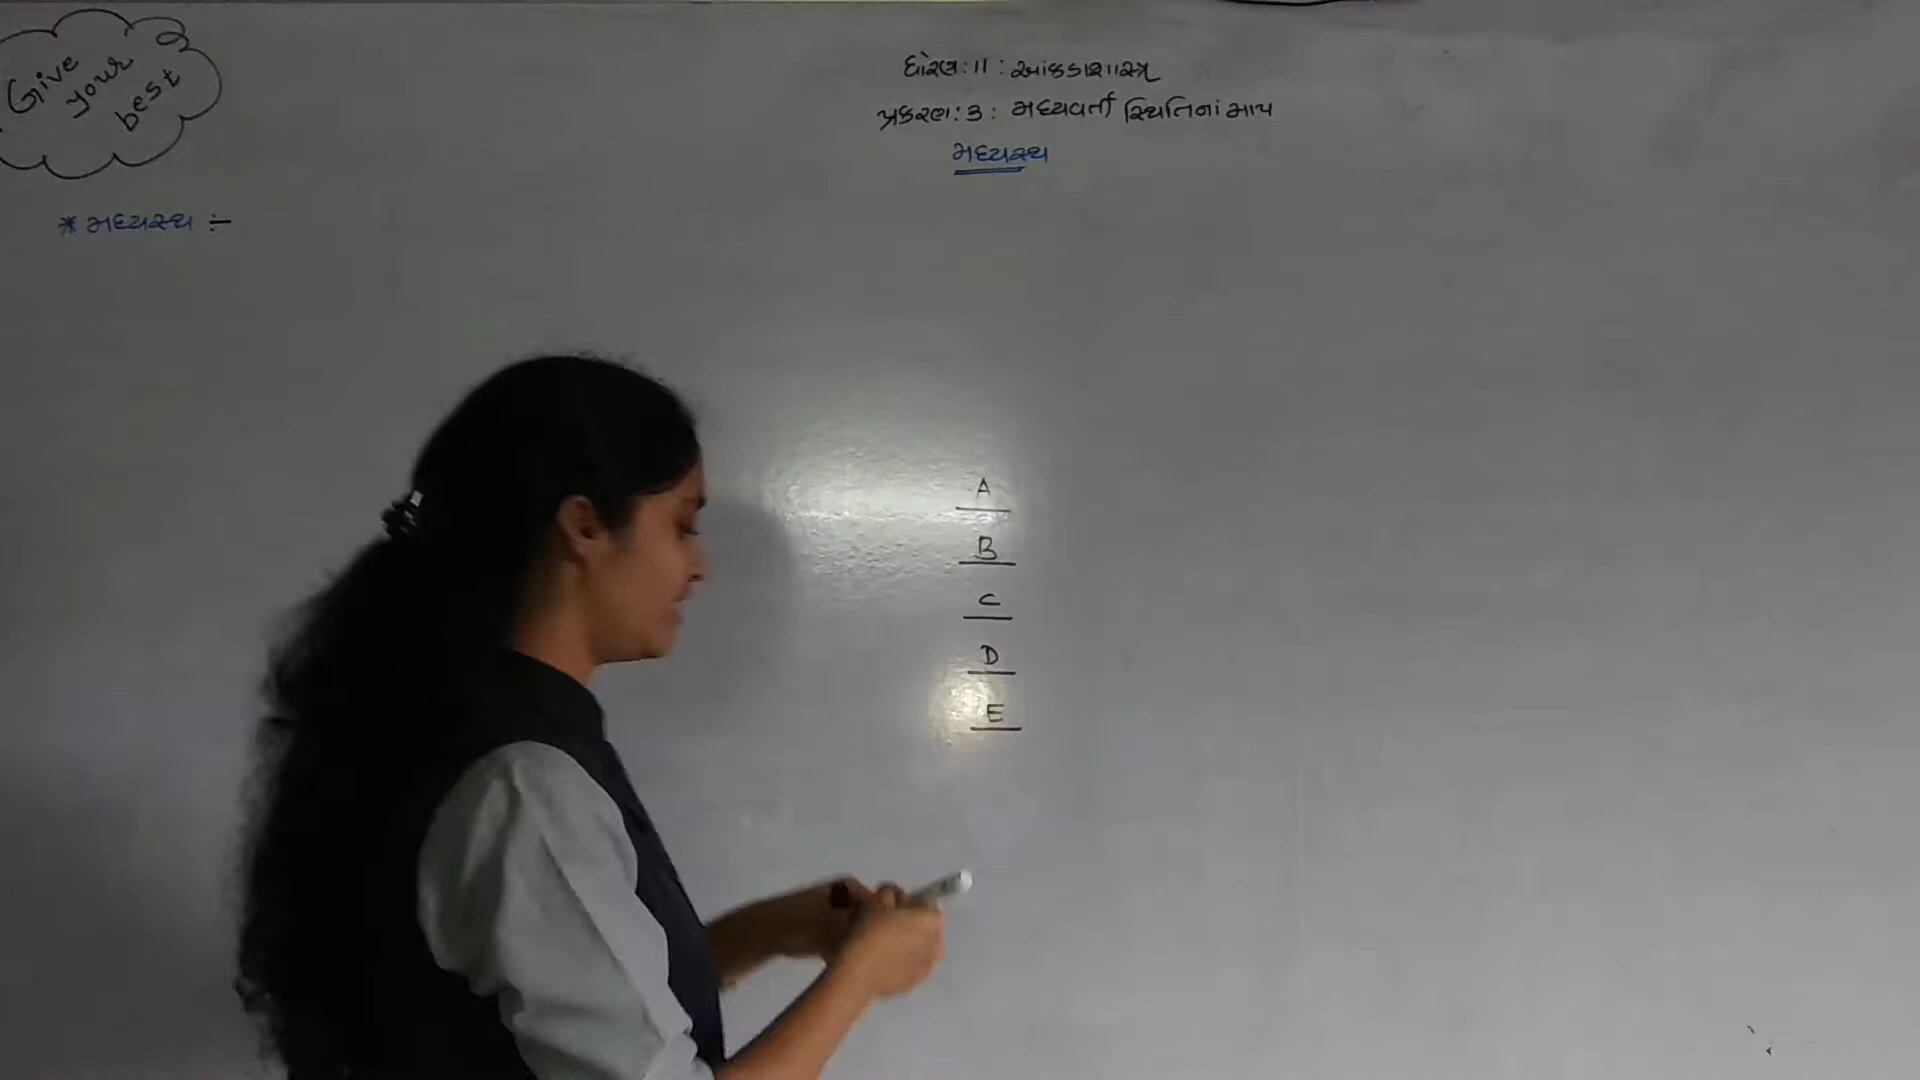 Give
your
best
ધોરણ : 11 : આંકડાશાસ્ત્ર
પ્રકરણ : 3 : મધ્યવર્તી સ્થિતિનાં માપ
મધ્યસ્થ
* મધ્યસ્થ ÷
A
B
C
D
E